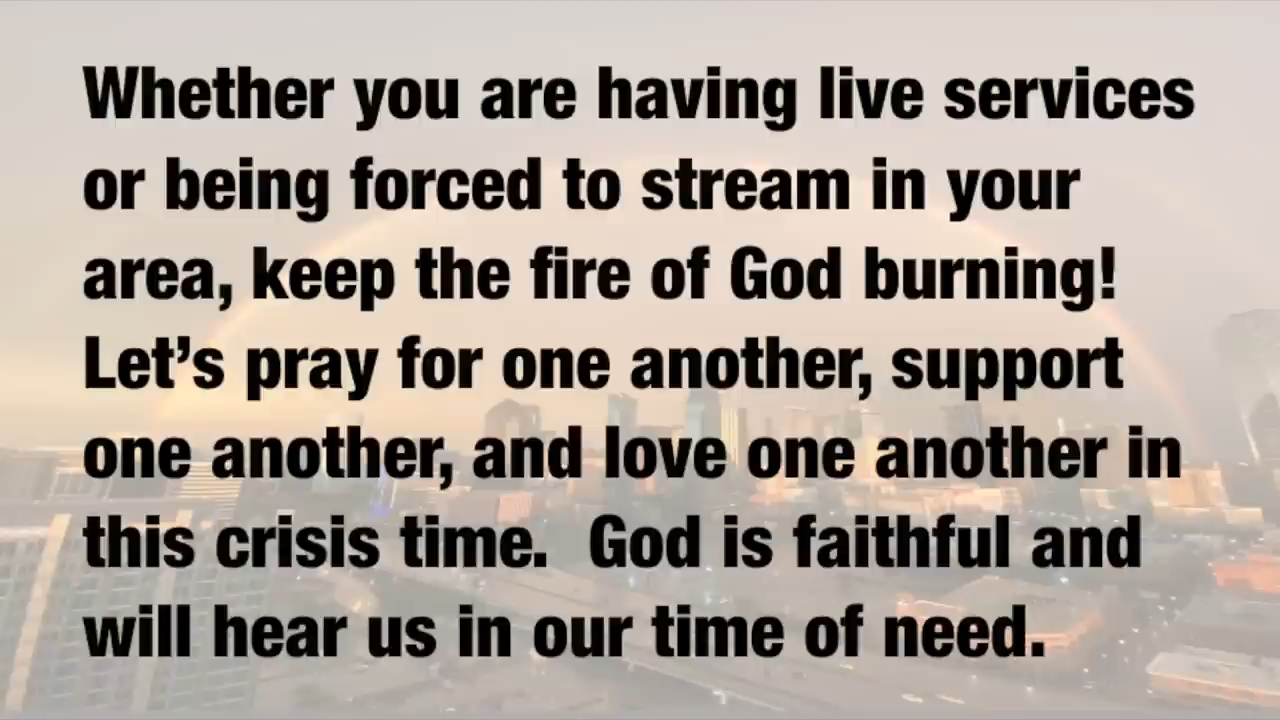 Whether you are having live services
or being forced to stream in your
area, keep the fire of God burning!
Let’s pray for one another, support
one another, and love one another in
this crisis time.  God is faithful and
will hear us in our time of need.